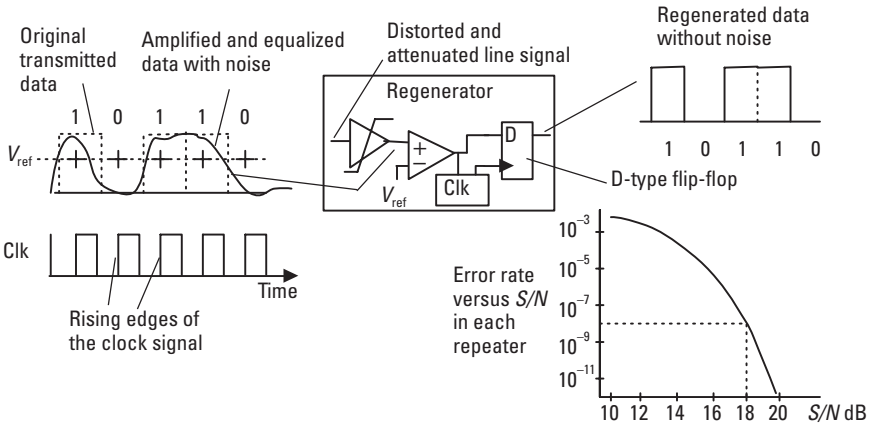 Original
transmitted
data
Amplified and equalized
data with noise
Distorted and
attenuated line signal
Regenerated data
without noise
1 0 1 1 0
V_ref
Regenerator
+
−
V_ref
D
Clk
D-type flip-flop
1 0 1 1 0
Clk
Time
Rising edges of
the clock signal
Error rate
versus S/N
in each
repeater
10⁻³
10⁻⁵
10⁻⁷
10⁻⁹
10⁻¹¹
10 12 14 16 18 20 S/N dB